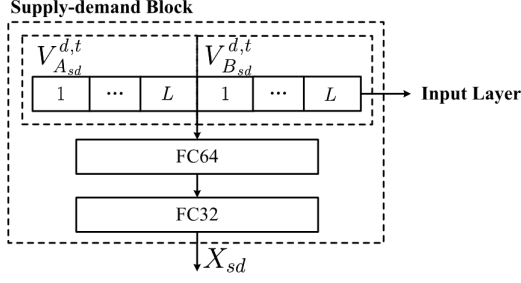 Supply-demand Block
V_{A_{sd}}^{d,t} V_{B_{sd}}^{d,t}
1 ... L 1 ... L Input Layer
FC64
FC32
X_{sd}